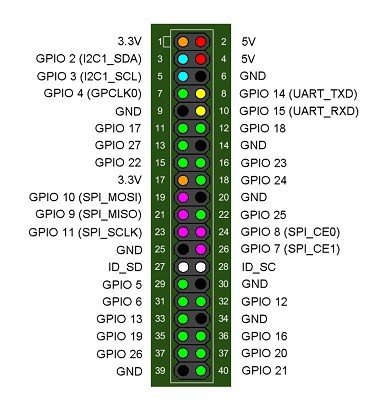 3.3V 1 2 5V
GPIO 2 (I2C1_SDA) 3 4 5V
GPIO 3 (I2C1_SCL) 5 6 GND
GPIO 4 (GPCLK0) 7 8 GPIO 14 (UART_TXD)
GND 9 10 GPIO 15 (UART_RXD)
GPIO 17 11 12 GPIO 18
GPIO 27 13 14 GND
GPIO 22 15 16 GPIO 23
3.3V 17 18 GPIO 24
GPIO 10 (SPI_MOSI) 19 20 GND
GPIO 9 (SPI_MISO) 21 22 GPIO 25
GPIO 11 (SPI_SCLK) 23 24 GPIO 8 (SPI_CE0)
GND 25 26 GPIO 7 (SPI_CE1)
ID_SD 27 28 ID_SC
GPIO 5 29 30 GND
GPIO 6 31 32 GPIO 12
GPIO 13 33 34 GND
GPIO 19 35 36 GPIO 16
GPIO 26 37 37 GPIO 20
GND 39 40 GPIO 21